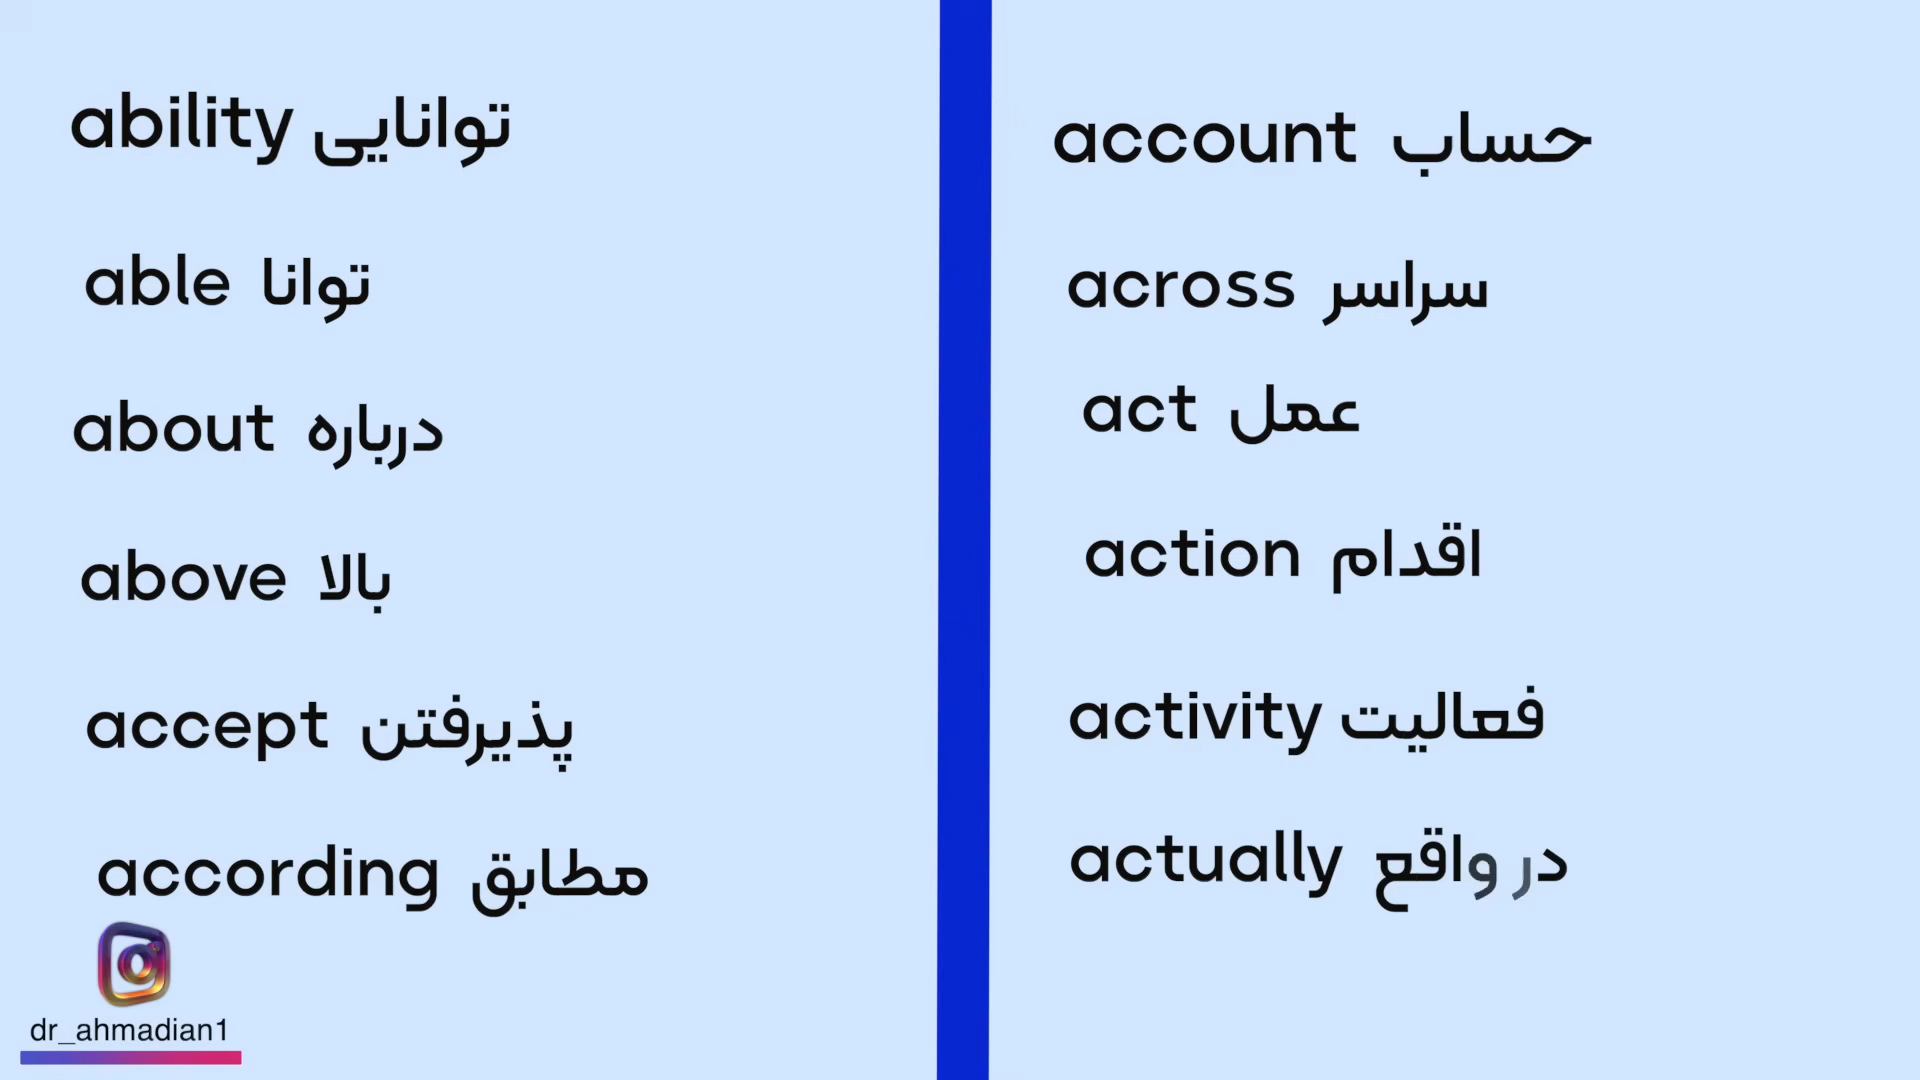 ability توانایی
able توانا
about درباره
above بالا
accept پذیرفتن
according مطابق
dr_ahmadian1
account حساب
across سراسر
act عمل
action اقدام
activity فعالیت
actually در واقع